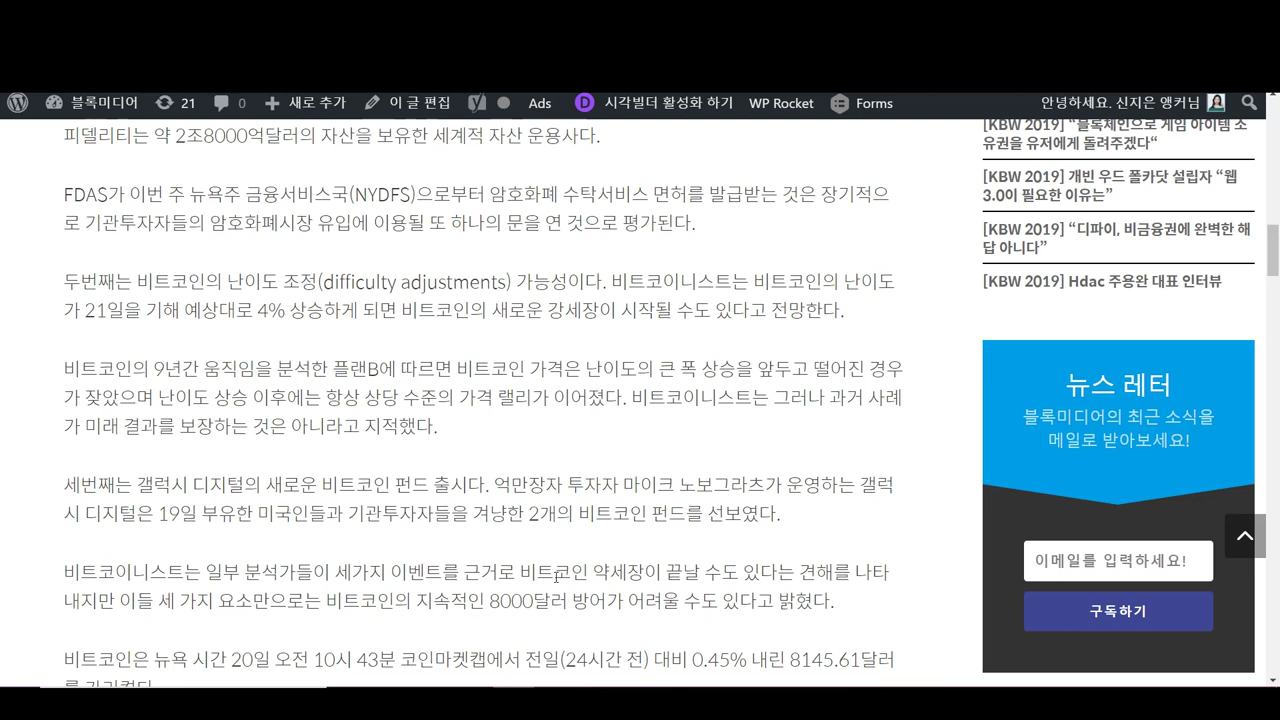 블록미디어 21 0 새로 추가 이 글 편집 Ads D 시각빌더 활성화 하기 WP Rocket Forms 안녕하세요. 신지은 앵커님
피델리티는 약 2조8000억달러의 자산을 보유한 세계적 자산 운용사다.
FDAS가 이번 주 뉴욕주 금융서비스국(NYDFS)으로부터 암호화폐 수탁서비스 면허를 발급받는 것은 장기적으
로 기관투자자들의 암호화폐시장 유입에 이용될 또 하나의 문을 연 것으로 평가된다.
두번째는 비트코인의 난이도 조정(difficulty adjustments) 가능성이다. 비트코이니스트는 비트코인의 난이도
가 21일을 기해 예상대로 4% 상승하게 되면 비트코인의 새로운 강세장이 시작될 수도 있다고 전망한다.
비트코인의 9년간 움직임을 분석한 플랜B에 따르면 비트코인 가격은 난이도의 큰 폭 상승을 앞두고 떨어진 경우
가 잦았으며 난이도 상승 이후에는 항상 상당 수준의 가격 랠리가 이어졌다. 비트코이니스트는 그러나 과거 사례
가 미래 결과를 보장하는 것은 아니라고 지적했다.
세번째는 갤럭시 디지털의 새로운 비트코인 펀드 출시다. 억만장자 투자자 마이크 노보그라츠가 운영하는 갤럭
시 디지털은 19일 부유한 미국인들과 기관투자자들을 겨냥한 2개의 비트코인 펀드를 선보였다.
비트코이니스트는 일부 분석가들이 세가지 이벤트를 근거로 비트코인 약세장이 끝날 수도 있다는 견해를 나타
내지만 이들 세 가지 요소만으로는 비트코인의 지속적인 8000달러 방어가 어려울 수도 있다고 밝혔다.
비트코인은 뉴욕 시간 20일 오전 10시 43분 코인마켓캡에서 전일(24시간 전) 대비 0.45% 내린 8145.61달러
[KBW 2019] “블록체인으로 게임 아이템 소
유권을 유저에게 돌려주겠다“
[KBW 2019] 개빈 우드 폴카닷 설립자 “웹
3.0이 필요한 이유는”
[KBW 2019] “디파이, 비금융권에 완벽한 해
답 아니다”
[KBW 2019] Hdac 주용완 대표 인터뷰
뉴스 레터
블록미디어의 최근 소식을
메일로 받아보세요!
이메일를 입력하세요!
구독하기